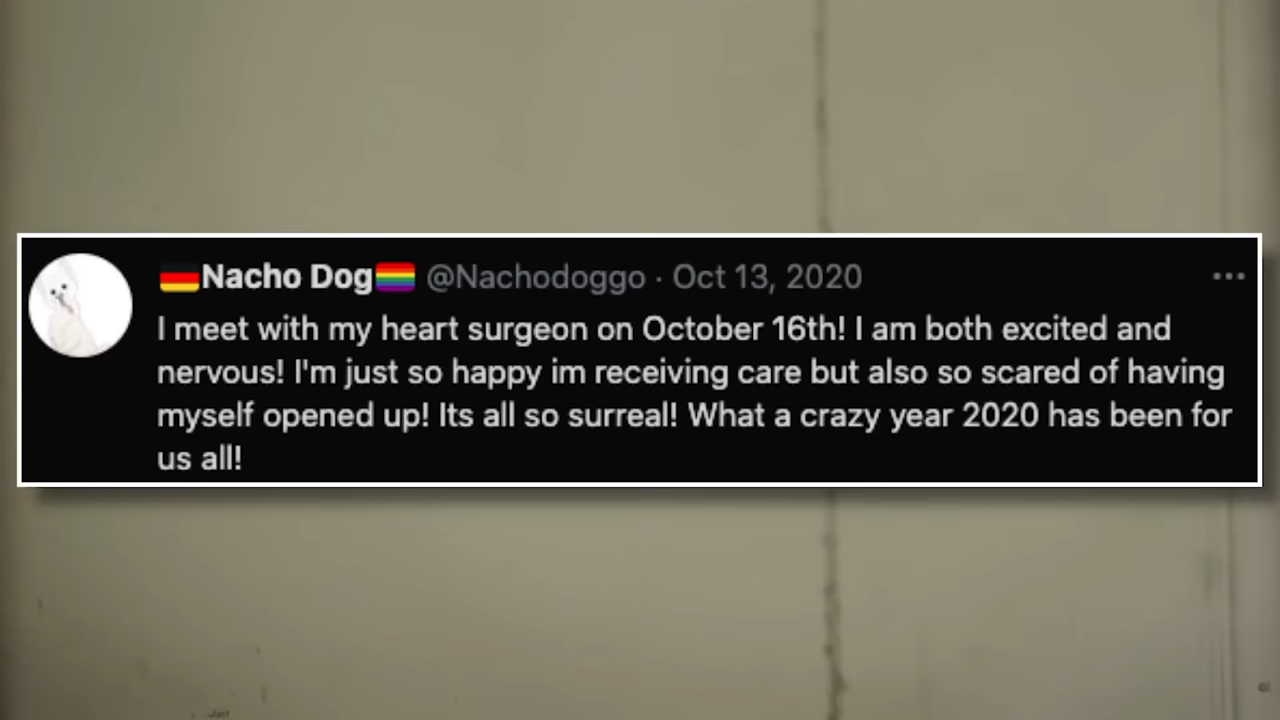 🇩🇪Nacho Dog🏳️‍🌈 @Nachodoggo · Oct 13, 2020
I meet with my heart surgeon on October 16th! I am both excited and
nervous! I'm just so happy im receiving care but also so scared of having
myself opened up! Its all so surreal! What a crazy year 2020 has been for
us all!